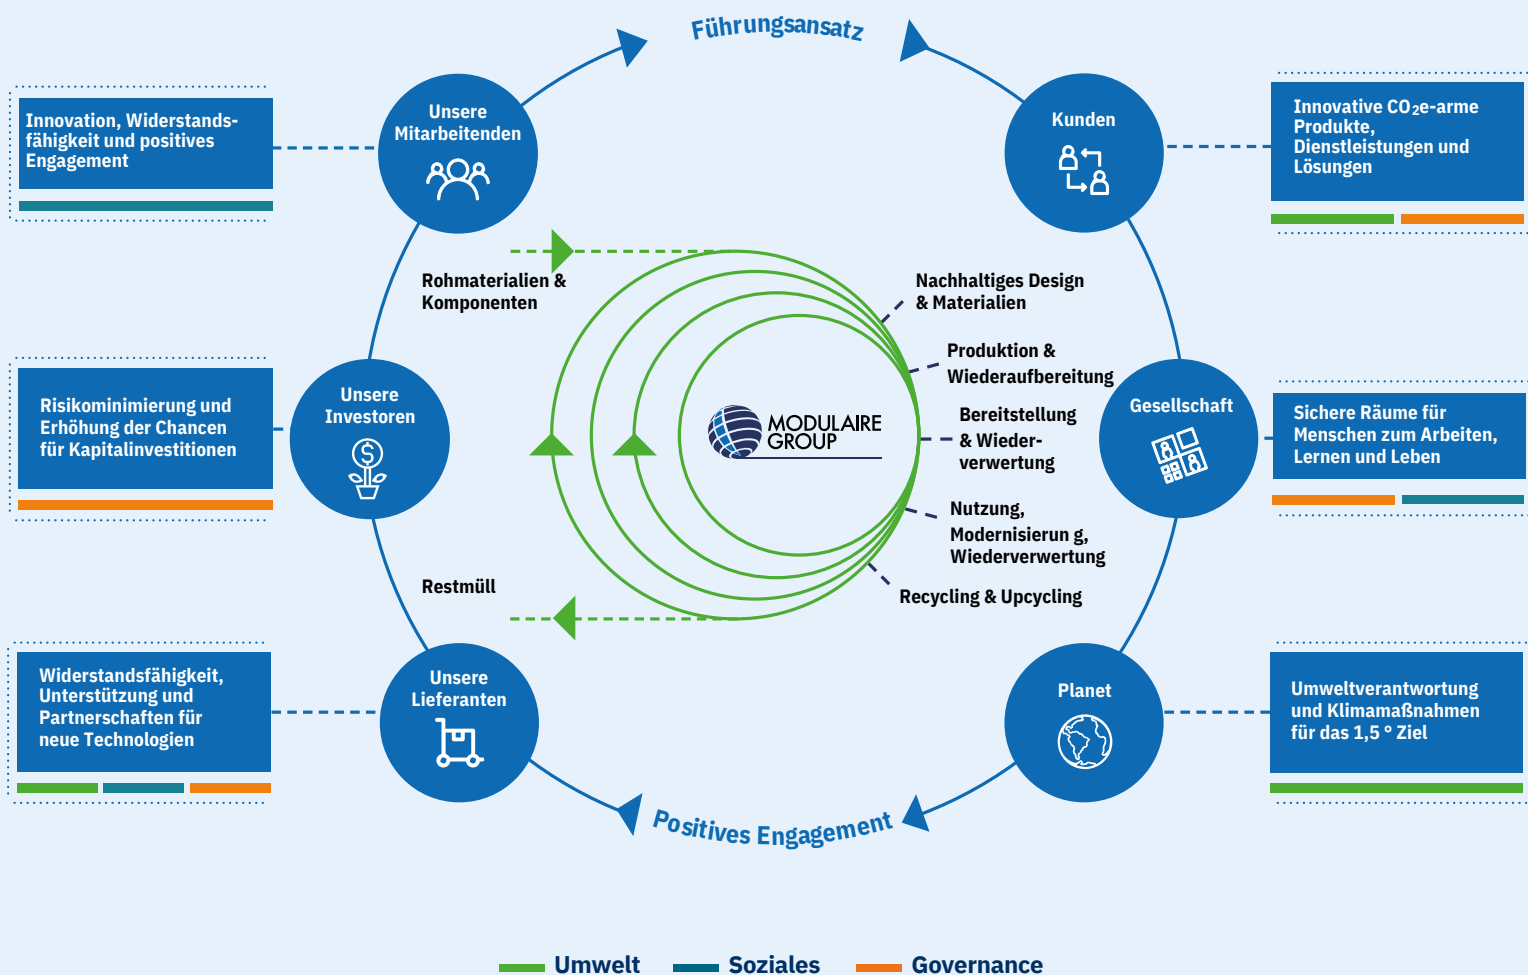 Führungsansatz
Innovation, Widerstands-
fähigkeit und positives
Engagement
Unsere
Mitarbeitenden
Kunden
Innovative CO₂e-arme
Produkte,
Dienstleistungen und
Lösungen
Rohmaterialien &
Komponenten
Nachhaltiges Design
& Materialien
Produktion &
Wiederaufbereitung
Risikominimierung und
Erhöhung der Chancen
für Kapitalinvestitionen
Unsere
Investoren
$
MODULAIRE
GROUP
Bereitstellung
& Wieder-
verwertung
Gesellschaft
Sichere Räume für
Menschen zum Arbeiten,
Lernen und Leben
Nutzung,
Modernisierun g,
Wiederverwertung
Restmüll
Recycling & Upcycling
Widerstandsfähigkeit,
Unterstützung und
Partnerschaften für
neue Technologien
Unsere
Lieferanten
Planet
Umweltverantwortung
und Klimamaßnahmen
für das 1,5 ° Ziel
Positives Engagement
Umwelt
Soziales
Governance